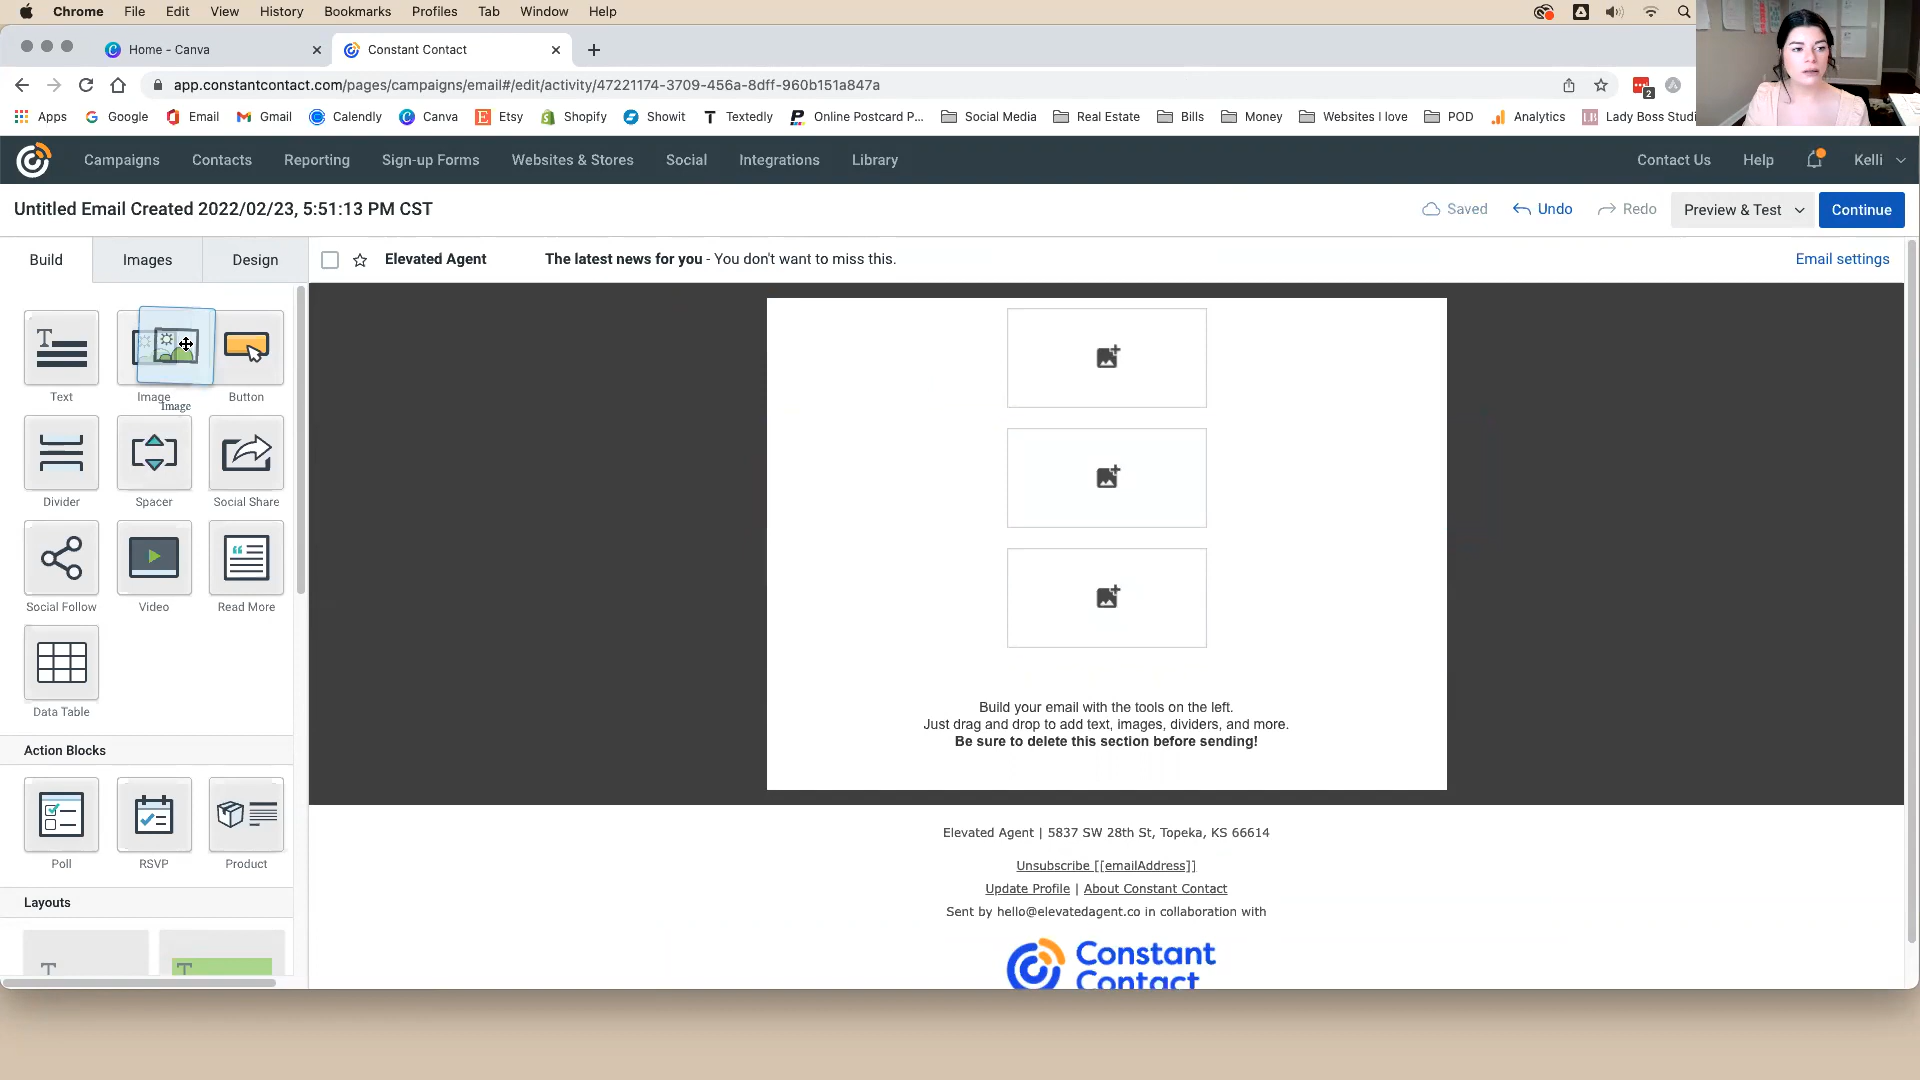 Chrome File Edit View History Bookmarks Profiles Tab Window Help
Home - Canva
Constant Contact
app.constantcontact.com/pages/campaigns/email#/edit/activity/47221174-3709-456a-8dff-960b151a847a
2
Apps Google Email Gmail Calendly Canva Etsy Shopify Showit Textedly Online Postcard P... Social Media Real Estate Bills Money Websites I love POD Analytics Lady Boss Studi
Campaigns Contacts Reporting Sign-up Forms Websites & Stores Social Integrations Library Contact Us Help Kelli
Untitled Email Created 2022/02/23, 5:51:13 PM CST
Saved Undo Redo Preview & Test Continue
Build Images Design
Elevated Agent The latest news for you - You don't want to miss this. Email settings
Text Image Button
Image
Divider Spacer Social Share
Social Follow Video Read More
Data Table
Action Blocks
Poll RSVP Product
Layouts
Build your email with the tools on the left.
Just drag and drop to add text, images, dividers, and more.
Be sure to delete this section before sending!
Elevated Agent | 5837 SW 28th St, Topeka, KS 66614
Unsubscribe [[emailAddress]]
Update Profile | About Constant Contact
Sent by hello@elevatedagent.co in collaboration with
Constant
Contact